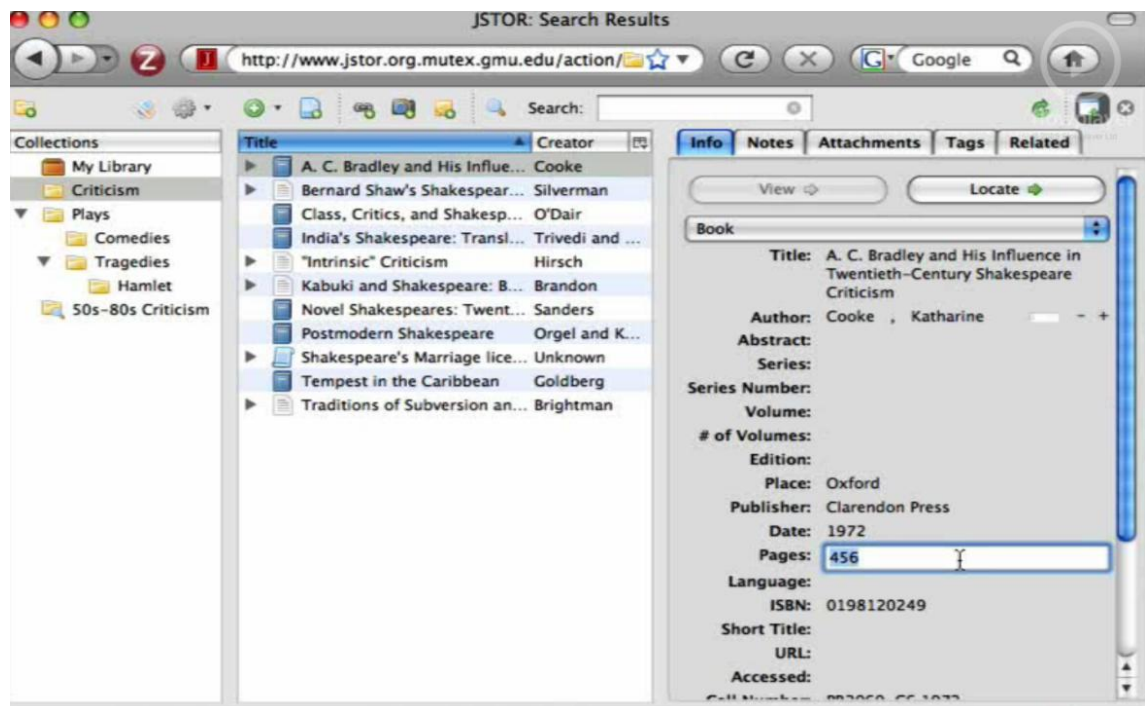 JSTOR: Search Results
http://www.jstor.org.mutex.gmu.edu/action/
Google
Search:
Collections
My Library
Criticism
Plays
Comedies
Tragedies
Hamlet
50s-80s Criticism
Title Creator
A. C. Bradley and His Influe... Cooke
Bernard Shaw's Shakespear... Silverman
Class, Critics, and Shakesp... O'Dair
India's Shakespeare: Transl... Trivedi and ...
"Intrinsic" Criticism Hirsch
Kabuki and Shakespeare: B... Brandon
Novel Shakespeares: Twent... Sanders
Postmodern Shakespeare Orgel and K...
Shakespeare's Marriage lice... Unknown
Tempest in the Caribbean Goldberg
Traditions of Subversion an... Brightman
Info Notes Attachments Tags Related
View Locate
Book
Title: A. C. Bradley and His Influence in
Twentieth-Century Shakespeare
Criticism
Author: Cooke , Katharine - +
Abstract:
Series:
Series Number:
Volume:
# of Volumes:
Edition:
Place: Oxford
Publisher: Clarendon Press
Date: 1972
Pages: 456
Language:
ISBN: 0198120249
Short Title:
URL:
Accessed: